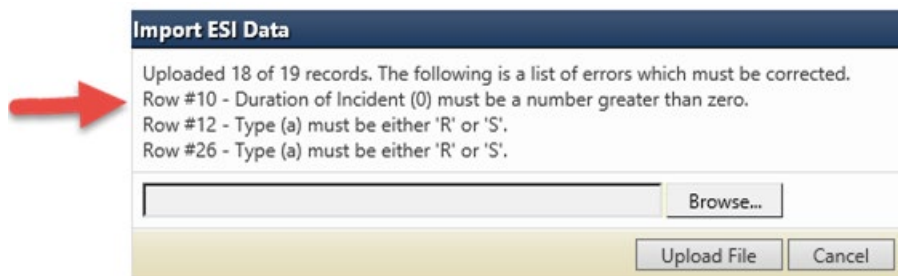 Import ESI Data
Uploaded 18 of 19 records. The following is a list of errors which must be corrected.
Row #10 - Duration of Incident (0) must be a number greater than zero.
Row #12 - Type (a) must be either 'R' or 'S'.
Row #26 - Type (a) must be either 'R' or 'S'.
Browse...
Upload File
Cancel